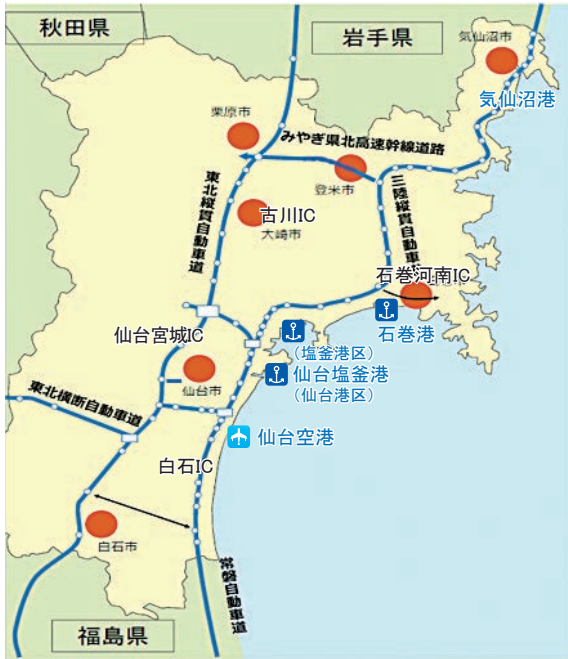 秋田県
岩手県
気仙沼市
気仙沼港
栗原市
みやぎ県北高速幹線道路
登米市
東北縦貫自動車道
三陸縦貫自動車
古川IC
大崎市
石巻河南IC
石巻港
仙台宮城IC
(塩釜港区)
仙台塩釜港
(仙台港区)
仙台市
東北横断自動車道
仙台空港
白石IC
白石市
常磐自動車道
福島県